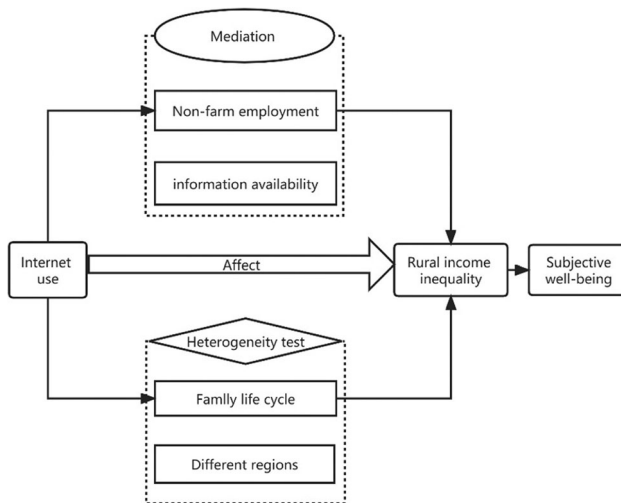 Mediation
Non-farm employment
information availability
Internet
use
Affect
Rural income
inequality
Subjective
well-being
Heterogeneity test
Famlly life cycle
Different regions